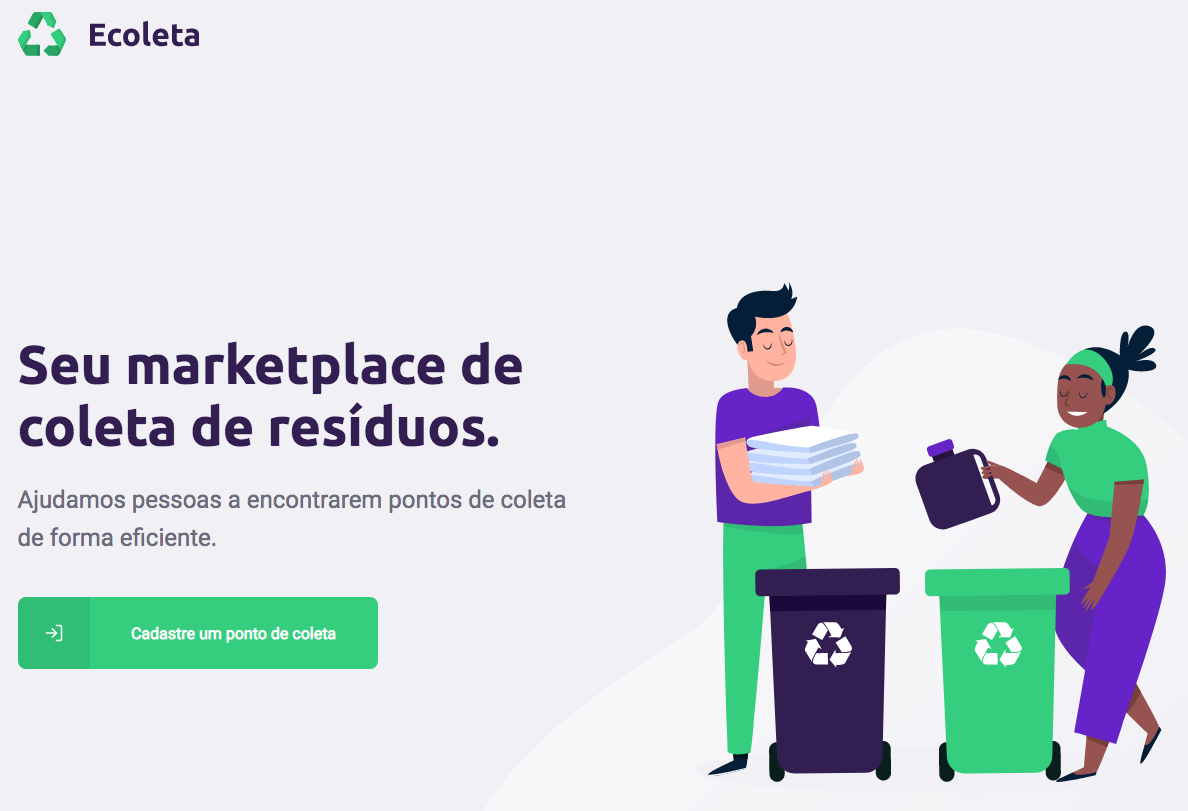 Ecoleta
Seu marketplace de
coleta de resíduos.
Ajudamos pessoas a encontrarem pontos de coleta
de forma eficiente.
Cadastre um ponto de coleta